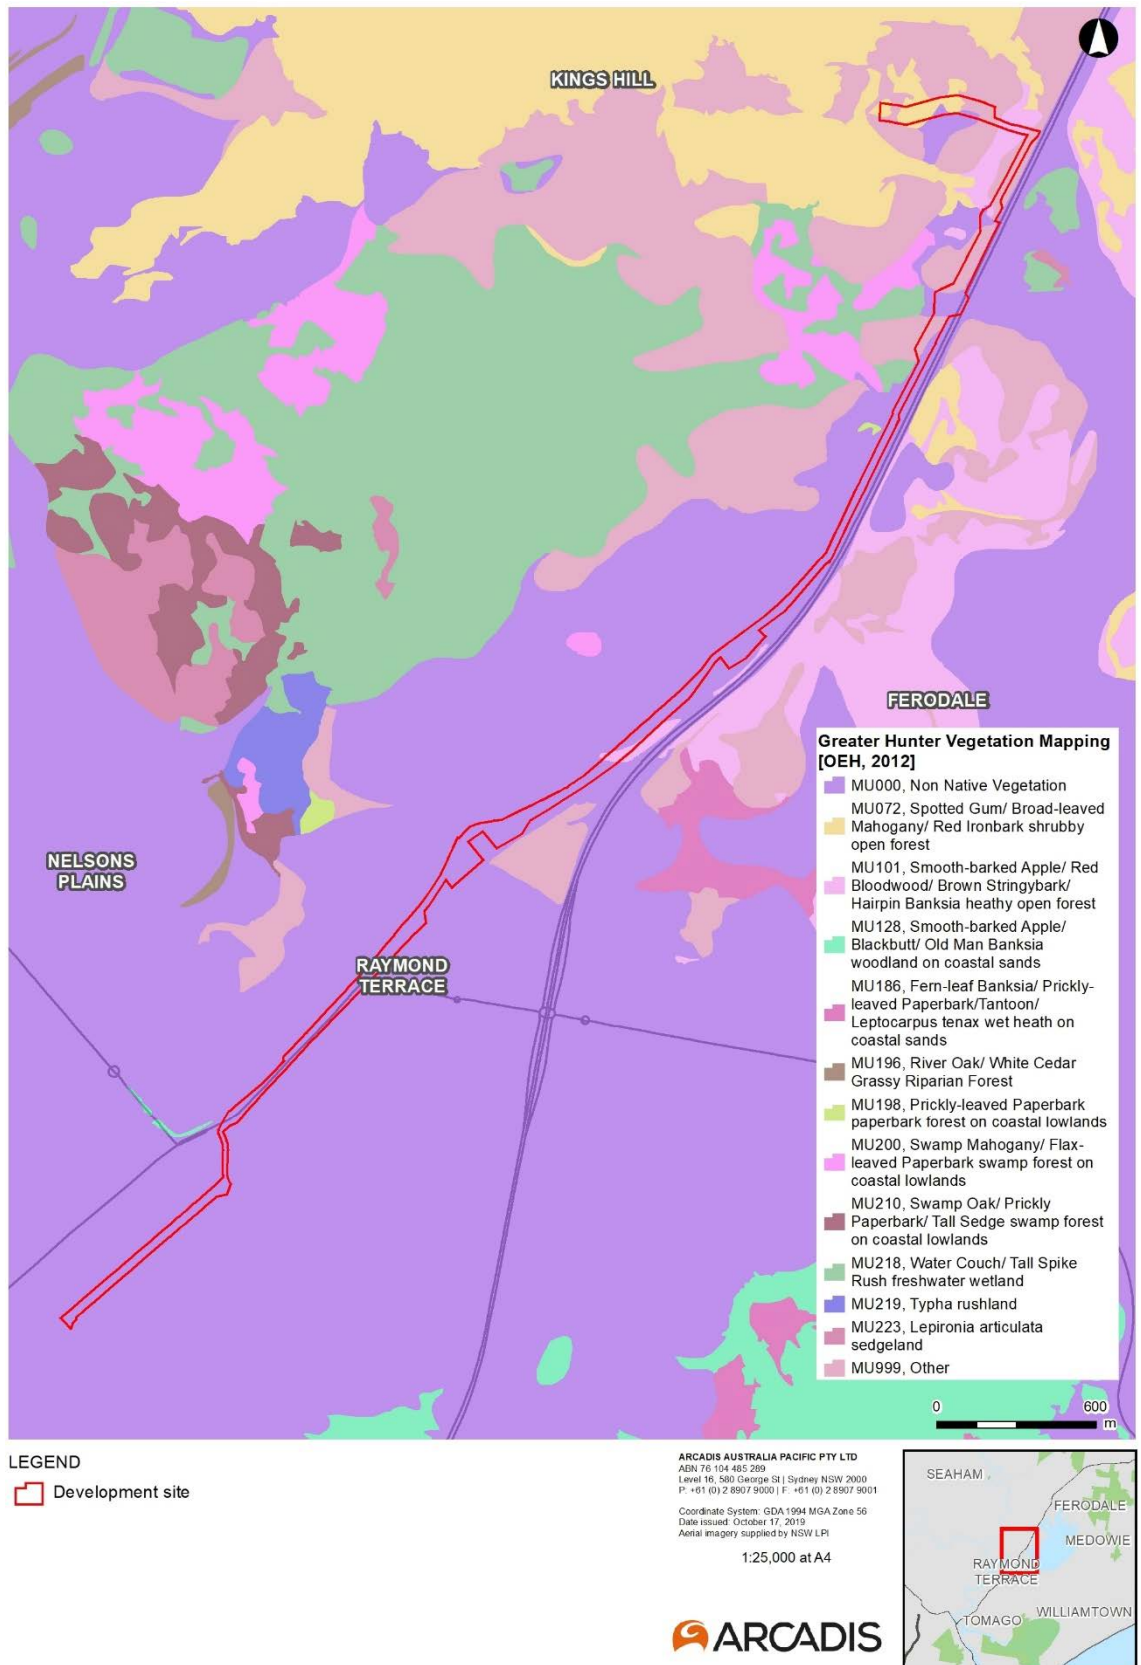 KINGS HILL
FERODALE
Greater Hunter Vegetation Mapping
[OEH, 2012]
MU000, Non Native Vegetation
MU072, Spotted Gum/ Broad-leaved
Mahogany/ Red Ironbark shrubby
open forest
MU101, Smooth-barked Apple/ Red
Bloodwood/ Brown Stringybark/
Hairpin Banksia heathy open forest
MU128, Smooth-barked Apple/
Blackbutt/ Old Man Banksia
woodland on coastal sands
MU186, Fern-leaf Banksia/ Prickly-
leaved Paperbark/Tantoon/
Leptocarpus tenax wet heath on
coastal sands
MU196, River Oak/ White Cedar
Grassy Riparian Forest
MU198, Prickly-leaved Paperbark
paperbark forest on coastal lowlands
MU200, Swamp Mahogany/ Flax-
leaved Paperbark swamp forest on
coastal lowlands
MU210, Swamp Oak/ Prickly
Paperbark/ Tall Sedge swamp forest
on coastal lowlands
MU218, Water Couch/ Tall Spike
Rush freshwater wetland
MU219, Typha rushland
MU223, Lepironia articulata
sedgeland
MU999, Other
NELSONS
PLAINS
RAYMOND
TERRACE
0 600
m
LEGEND
Development site
ARCADIS AUSTRALIA PACIFIC PTY LTD
ABN 76 104 485 289
Level 16, 580 George St | Sydney NSW 2000
P: +61 (0) 2 8907 9000 | F: +61 (0) 2 8907 9001
Coordinate System: GDA 1994 MGA Zone 56
Date issued: October 17, 2019
Aerial imagery supplied by NSW LPI
1:25,000 at A4
ARCADIS
SEAHAM
FERODALE
MEDOWIE
RAYMOND
TERRACE
WILLIAMTOWN
TOMAGO